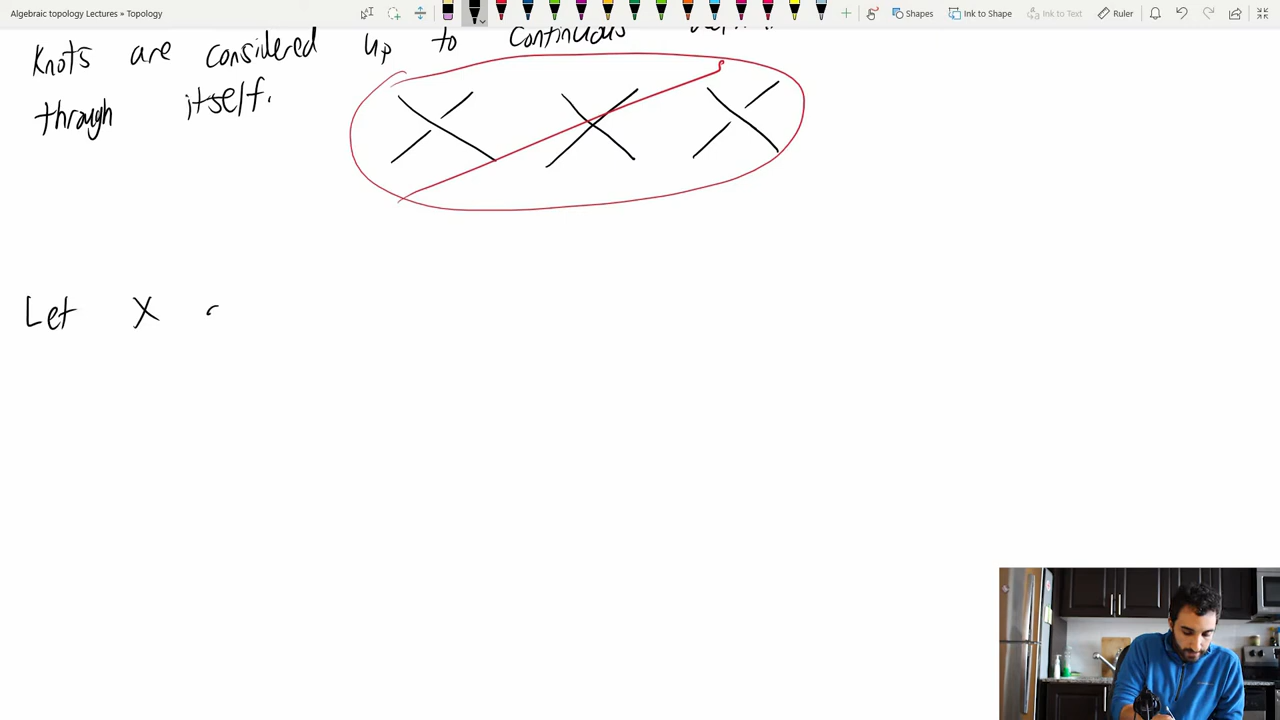 Algebraic topology Lectures » Topology
Shapes Ink to Shape Ink to Text Ruler
Knots are considered up to continuous
through itself.
Let X